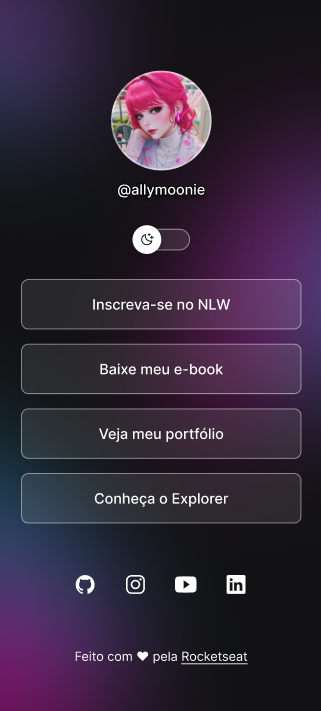 @allymoonie
Inscreva-se no NLW
Baixe meu e-book
Veja meu portfólio
Conheça o Explorer
Feito com ♥ pela Rocketseat